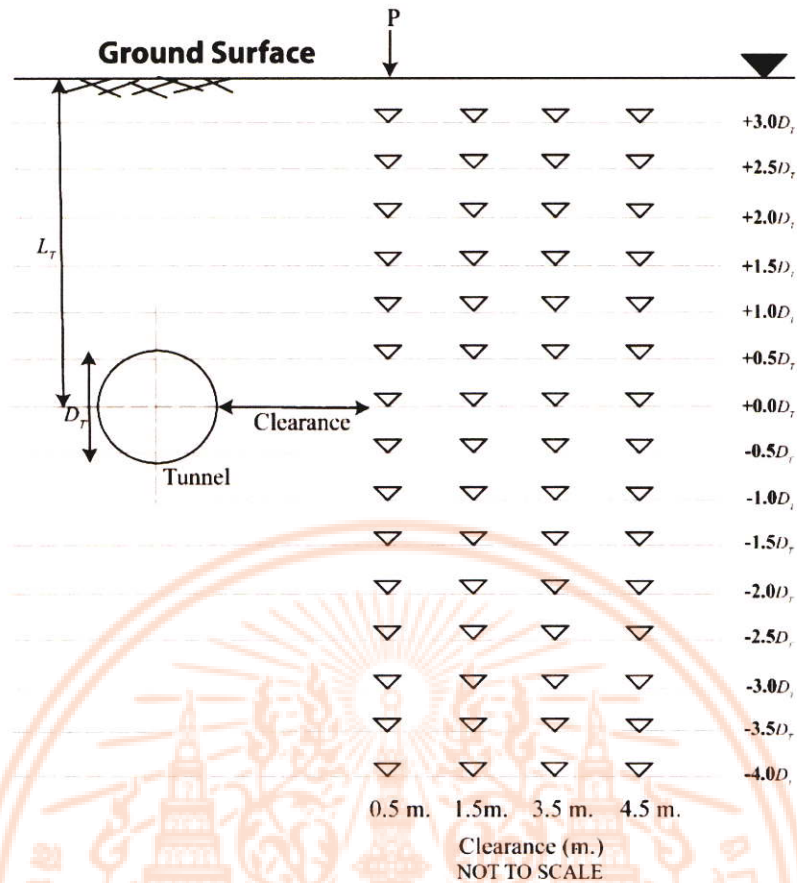 P
Ground Surface
+3.0D_T
+2.5D_T
+2.0D_T
L_T
+1.5D_T
+1.0D_T
+0.5D_T
D_T
+0.0D_T
Clearance
-0.5D_T
Tunnel
-1.0D_T
-1.5D_T
-2.0D_T
-2.5D_T
-3.0D_T
-3.5D_T
-4.0D_T
0.5 m. 1.5m. 3.5 m. 4.5 m.
Clearance (m.)
NOT TO SCALE